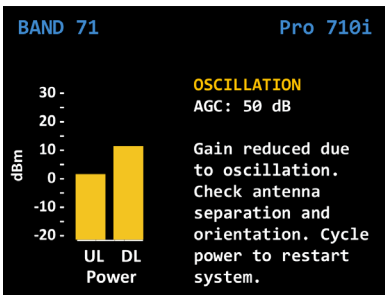 BAND 71
Pro 710i
OSCILLATION
AGC: 50 dB
Gain reduced due
to oscillation.
Check antenna
separation and
orientation. Cycle
power to restart
system.
dBm
30
20
10
0
-10
-20
UL DL
Power